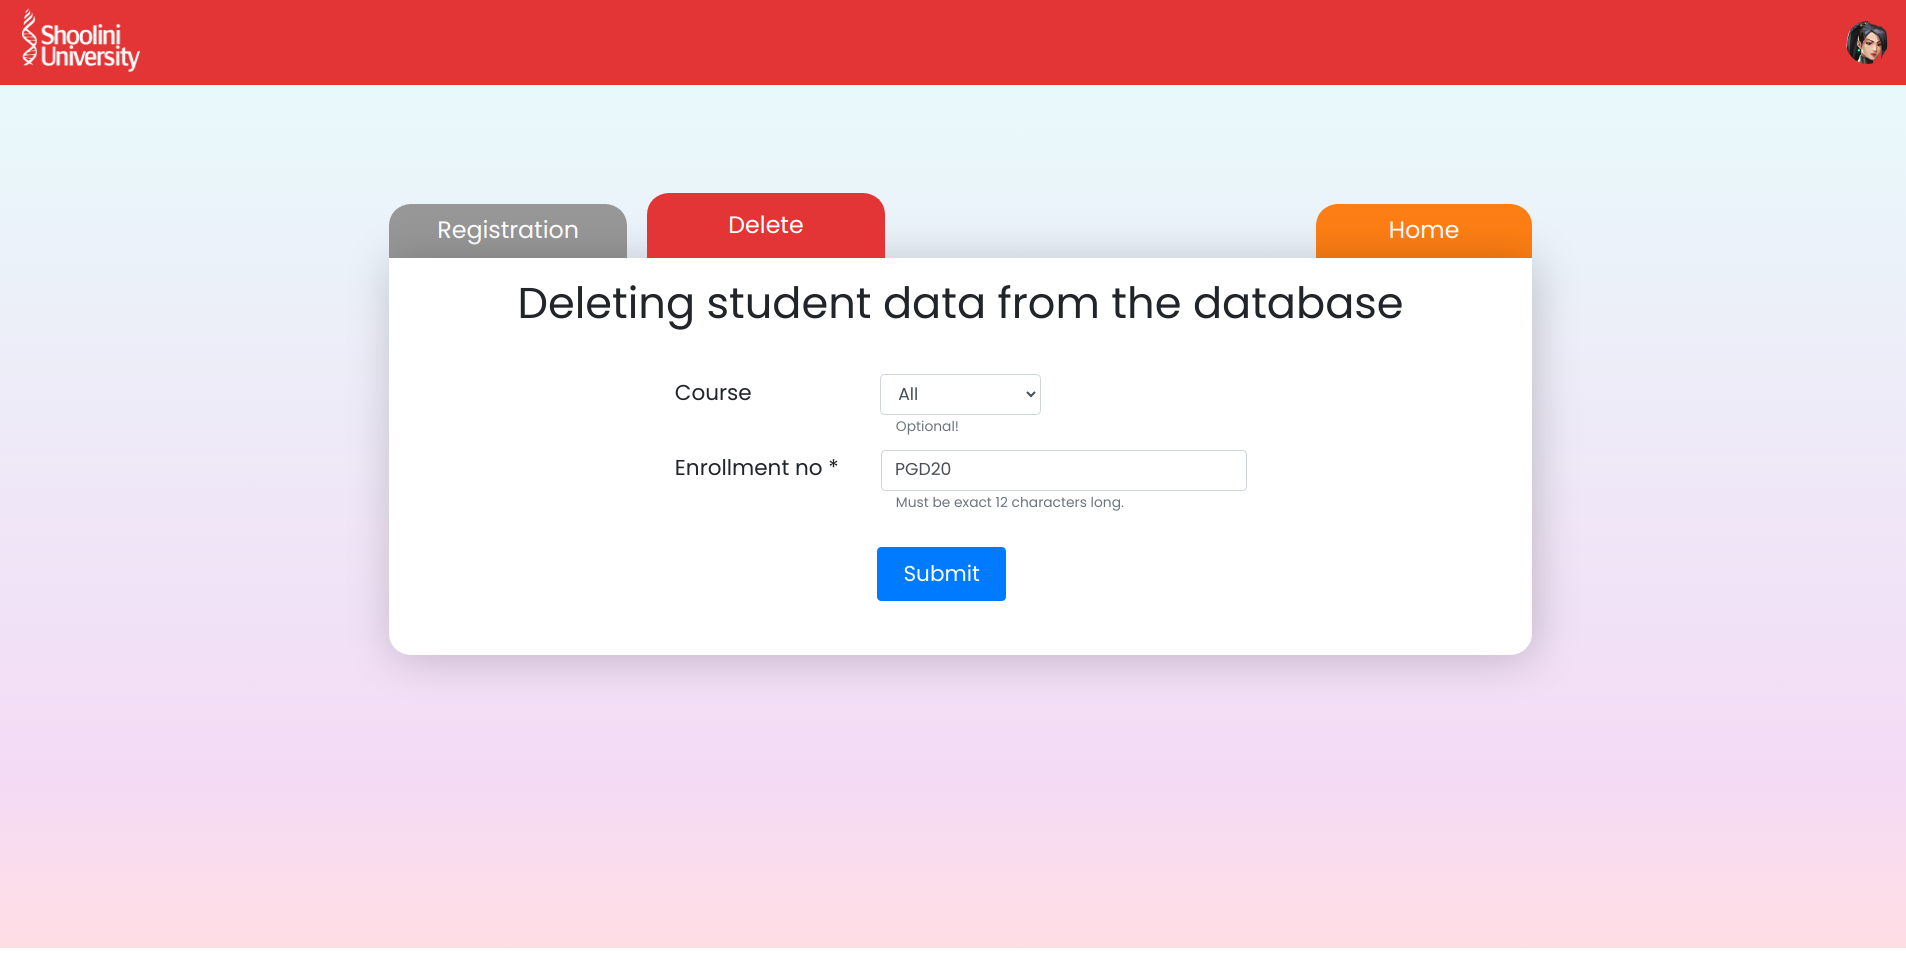 Shoolini
University
Registration
Delete
Home
Deleting student data from the database
Course
All
Optional!
Enrollment no *
PGD20
Must be exact 12 characters long.
Submit